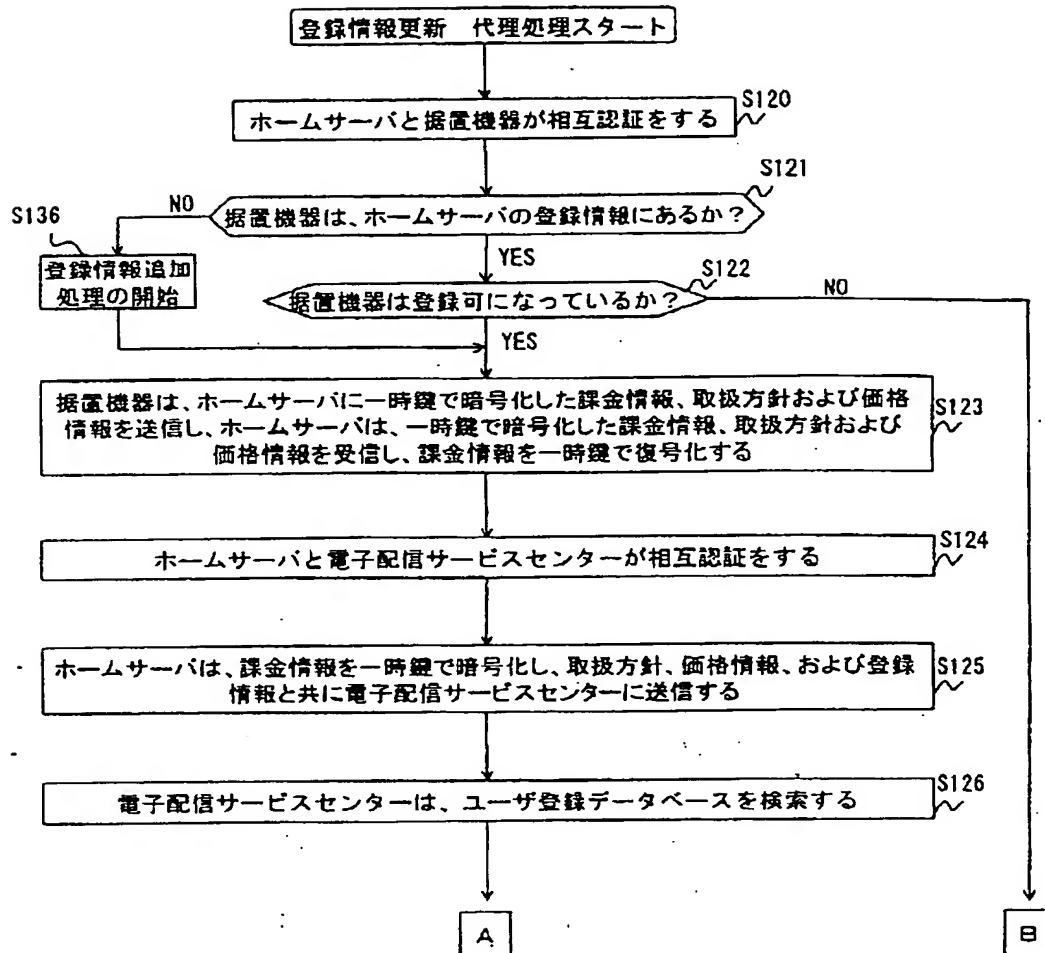 登録情報更新 代理処理スタート
S120
ホームサーバと据置機器が相互認証をする
S121
据置機器は、ホームサーバの登録情報にあるか?
NO
S136
YES
登録情報追加
処理の開始
S122
据置機器は登録可になっているか?
NO
YES
据置機器は、ホームサーバに一時鍵で暗号化した課金情報、取扱方針および価格
情報を送信し、ホームサーバは、一時鍵で暗号化した課金情報、取扱方針および
価格情報を受信し、課金情報を一時鍵で復号化する
S123
S124
ホームサーバと電子配信サービスセンターが相互認証をする
ホームサーバは、課金情報を一時鍵で暗号化し、取扱方針、価格情報、および登録
情報と共に電子配信サービスセンターに送信する
S125
S126
電子配信サービスセンターは、ユーザ登録データベースを検索する
A
B